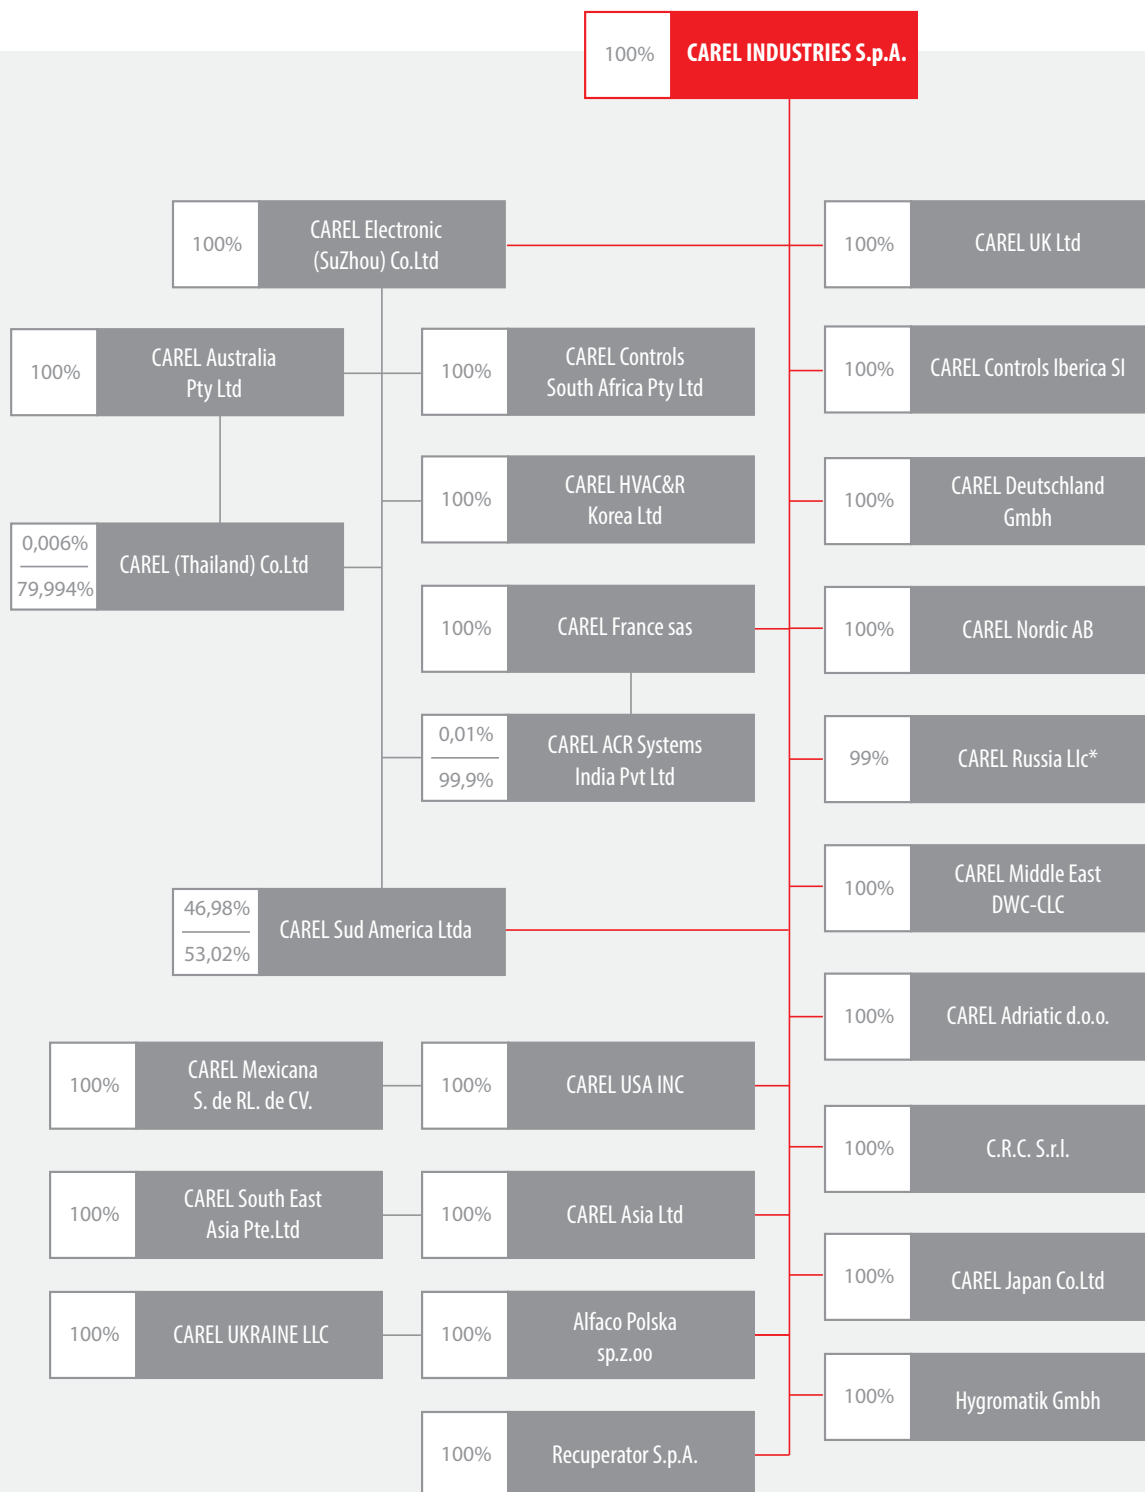 100%
CAREL INDUSTRIES S.p.A.
100%
CAREL Electronic
(SuZhou) Co.Ltd
100%
CAREL UK Ltd
100%
CAREL Australia
Pty Ltd
100%
CAREL Controls
South Africa Pty Ltd
100%
CAREL Controls Iberica Sl
100%
CAREL HVAC&R
Korea Ltd
100%
CAREL Deutschland
Gmbh
0,006%
79,994%
CAREL (Thailand) Co.Ltd
100%
CAREL France sas
100%
CAREL Nordic AB
0,01%
99,9%
CAREL ACR Systems
India Pvt Ltd
99%
CAREL Russia Llc*
100%
CAREL Middle East
DWC-CLC
46,98%
53,02%
CAREL Sud America Ltda
100%
CAREL Adriatic d.o.o.
100%
CAREL Mexicana
S. de RL. de CV.
100%
CAREL USA INC
100%
C.R.C. S.r.l.
100%
CAREL South East
Asia Pte.Ltd
100%
CAREL Asia Ltd
100%
CAREL Japan Co.Ltd
100%
CAREL UKRAINE LLC
100%
Alfaco Polska
sp.z.oo
100%
Hygromatik Gmbh
100%
Recuperator S.p.A.